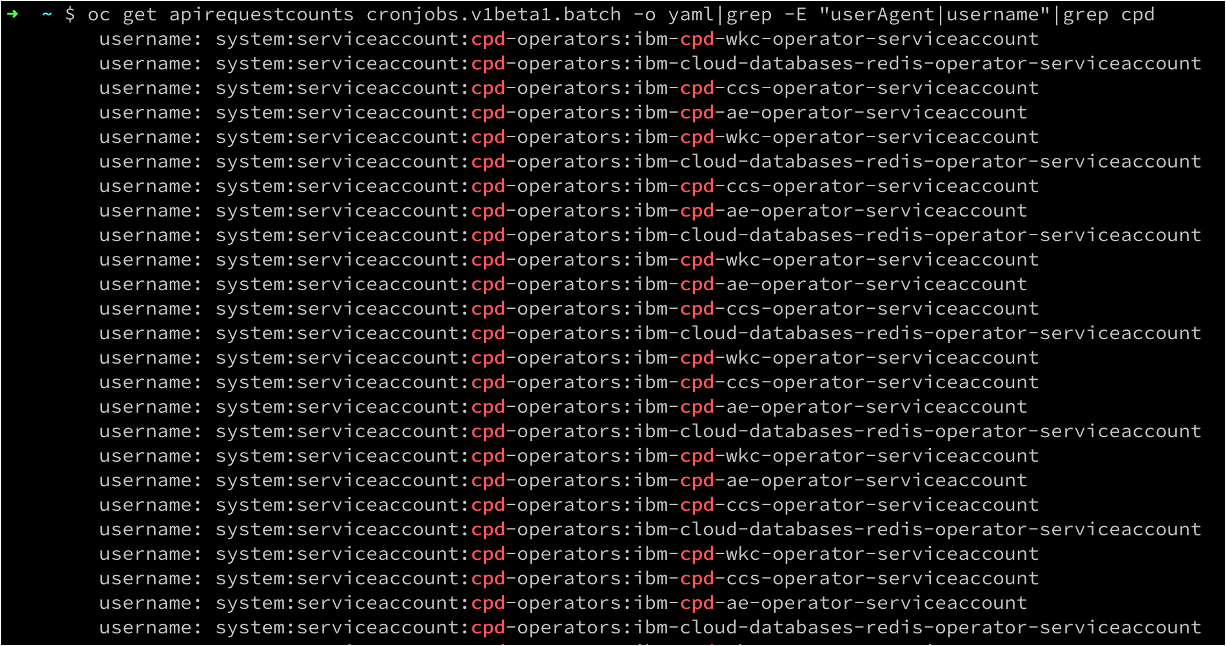 ➜  ~ $ oc get apirequestcounts cronjobs.v1beta1.batch -o yaml|grep -E "userAgent|username"|grep cpd
username: system:serviceaccount:cpd-operators:ibm-cpd-wkc-operator-serviceaccount
username: system:serviceaccount:cpd-operators:ibm-cloud-databases-redis-operator-serviceaccount
username: system:serviceaccount:cpd-operators:ibm-cpd-ccs-operator-serviceaccount
username: system:serviceaccount:cpd-operators:ibm-cpd-ae-operator-serviceaccount
username: system:serviceaccount:cpd-operators:ibm-cpd-wkc-operator-serviceaccount
username: system:serviceaccount:cpd-operators:ibm-cloud-databases-redis-operator-serviceaccount
username: system:serviceaccount:cpd-operators:ibm-cpd-ccs-operator-serviceaccount
username: system:serviceaccount:cpd-operators:ibm-cpd-ae-operator-serviceaccount
username: system:serviceaccount:cpd-operators:ibm-cloud-databases-redis-operator-serviceaccount
username: system:serviceaccount:cpd-operators:ibm-cpd-wkc-operator-serviceaccount
username: system:serviceaccount:cpd-operators:ibm-cpd-ae-operator-serviceaccount
username: system:serviceaccount:cpd-operators:ibm-cpd-ccs-operator-serviceaccount
username: system:serviceaccount:cpd-operators:ibm-cloud-databases-redis-operator-serviceaccount
username: system:serviceaccount:cpd-operators:ibm-cpd-wkc-operator-serviceaccount
username: system:serviceaccount:cpd-operators:ibm-cpd-ccs-operator-serviceaccount
username: system:serviceaccount:cpd-operators:ibm-cpd-ae-operator-serviceaccount
username: system:serviceaccount:cpd-operators:ibm-cloud-databases-redis-operator-serviceaccount
username: system:serviceaccount:cpd-operators:ibm-cpd-wkc-operator-serviceaccount
username: system:serviceaccount:cpd-operators:ibm-cpd-ae-operator-serviceaccount
username: system:serviceaccount:cpd-operators:ibm-cpd-ccs-operator-serviceaccount
username: system:serviceaccount:cpd-operators:ibm-cloud-databases-redis-operator-serviceaccount
username: system:serviceaccount:cpd-operators:ibm-cpd-wkc-operator-serviceaccount
username: system:serviceaccount:cpd-operators:ibm-cpd-ccs-operator-serviceaccount
username: system:serviceaccount:cpd-operators:ibm-cpd-ae-operator-serviceaccount
username: system:serviceaccount:cpd-operators:ibm-cloud-databases-redis-operator-serviceaccount